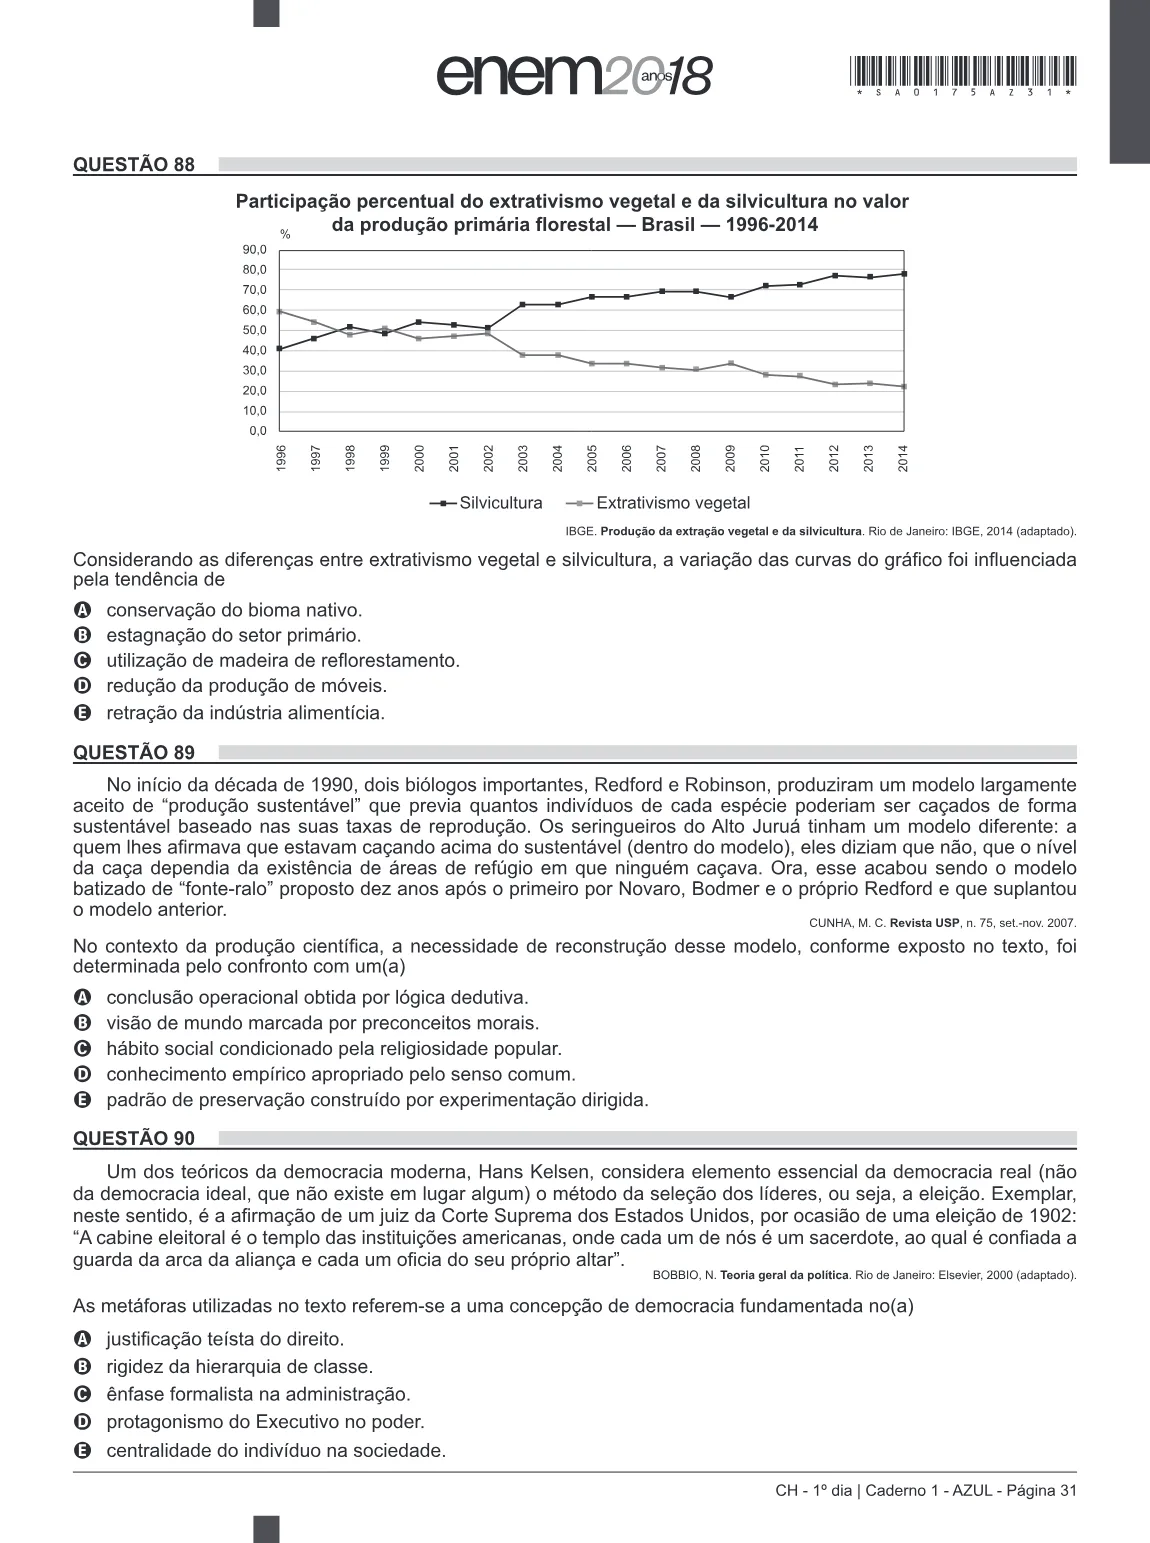 enem20anos18
*SA0175AZ31*
QUESTÃO 88
Participação percentual do extrativismo vegetal e da silvicultura no valor
da produção primária florestal — Brasil — 1996-2014
%
90,0
80,0
70,0
60,0
50,0
40,0
30,0
20,0
10,0
0,0
1996 1997 1998 1999 2000 2001 2002 2003 2004 2005 2006 2007 2008 2009 2010 2011 2012 2013 2014
Silvicultura Extrativismo vegetal
IBGE. Produção da extração vegetal e da silvicultura. Rio de Janeiro: IBGE, 2014 (adaptado).
Considerando as diferenças entre extrativismo vegetal e silvicultura, a variação das curvas do gráfico foi influenciada
pela tendência de
A conservação do bioma nativo.
B estagnação do setor primário.
C utilização de madeira de reflorestamento.
D redução da produção de móveis.
E retração da indústria alimentícia.
QUESTÃO 89
No início da década de 1990, dois biólogos importantes, Redford e Robinson, produziram um modelo largamente
aceito de “produção sustentável” que previa quantos indivíduos de cada espécie poderiam ser caçados de forma
sustentável baseado nas suas taxas de reprodução. Os seringueiros do Alto Juruá tinham um modelo diferente: a
quem lhes afirmava que estavam caçando acima do sustentável (dentro do modelo), eles diziam que não, que o nível
da caça dependia da existência de áreas de refúgio em que ninguém caçava. Ora, esse acabou sendo o modelo
batizado de “fonte-ralo” proposto dez anos após o primeiro por Novaro, Bodmer e o próprio Redford e que suplantou
o modelo anterior.
CUNHA, M. C. Revista USP, n. 75, set.-nov. 2007.
No contexto da produção científica, a necessidade de reconstrução desse modelo, conforme exposto no texto, foi
determinada pelo confronto com um(a)
A conclusão operacional obtida por lógica dedutiva.
B visão de mundo marcada por preconceitos morais.
C hábito social condicionado pela religiosidade popular.
D conhecimento empírico apropriado pelo senso comum.
E padrão de preservação construído por experimentação dirigida.
QUESTÃO 90
Um dos teóricos da democracia moderna, Hans Kelsen, considera elemento essencial da democracia real (não
da democracia ideal, que não existe em lugar algum) o método da seleção dos líderes, ou seja, a eleição. Exemplar,
neste sentido, é a afirmação de um juiz da Corte Suprema dos Estados Unidos, por ocasião de uma eleição de 1902:
“A cabine eleitoral é o templo das instituições americanas, onde cada um de nós é um sacerdote, ao qual é confiada a
guarda da arca da aliança e cada um oficia do seu próprio altar”.
BOBBIO, N. Teoria geral da política. Rio de Janeiro: Elsevier, 2000 (adaptado).
As metáforas utilizadas no texto referem-se a uma concepção de democracia fundamentada no(a)
A justificação teísta do direito.
B rigidez da hierarquia de classe.
C ênfase formalista na administração.
D protagonismo do Executivo no poder.
E centralidade do indivíduo na sociedade.
CH - 1º dia | Caderno 1 - AZUL - Página 31